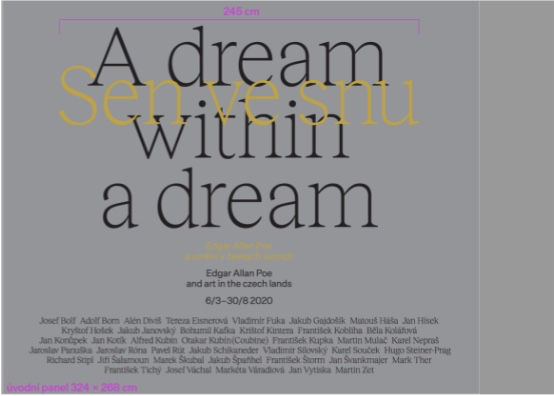 245 cm
A dream
Sen ve snu
within
a dream
Edgar Allan Poe
Edgar Allan Poe
and art in the czech lands
6/3–30/8 2020
Josef Bolf Adolf Born Alén Diviš Tereza Eisnerová Vladimír Fuka Jakub Gajdošík Matouš Háša Jan Hísek
Kryštof Hošek Jakub Janovský Bohumil Kafka Krištof Kintera František Kobliha Běla Kolářová
Jan Konůpek Jan Kotík Alfred Kubin Otakar Kubín(Coubine) František Kupka Martin Mulač Karel Nepraš
Jaroslav Panuška Jaroslav Róna Pavel Rút Jakub Schikaneder Vladimír Silovský Karel Souček Hugo Steiner-Prag
Richard Stipl Jiří Šalamoun Marek Škubal Jakub Špaňhel František Štorm Jan Švankmajer Mark Ther
František Tichý Josef Váchal Markéta Váradiová Jan Vytiska Martin Zet
úvodní panel 324 × 268 cm